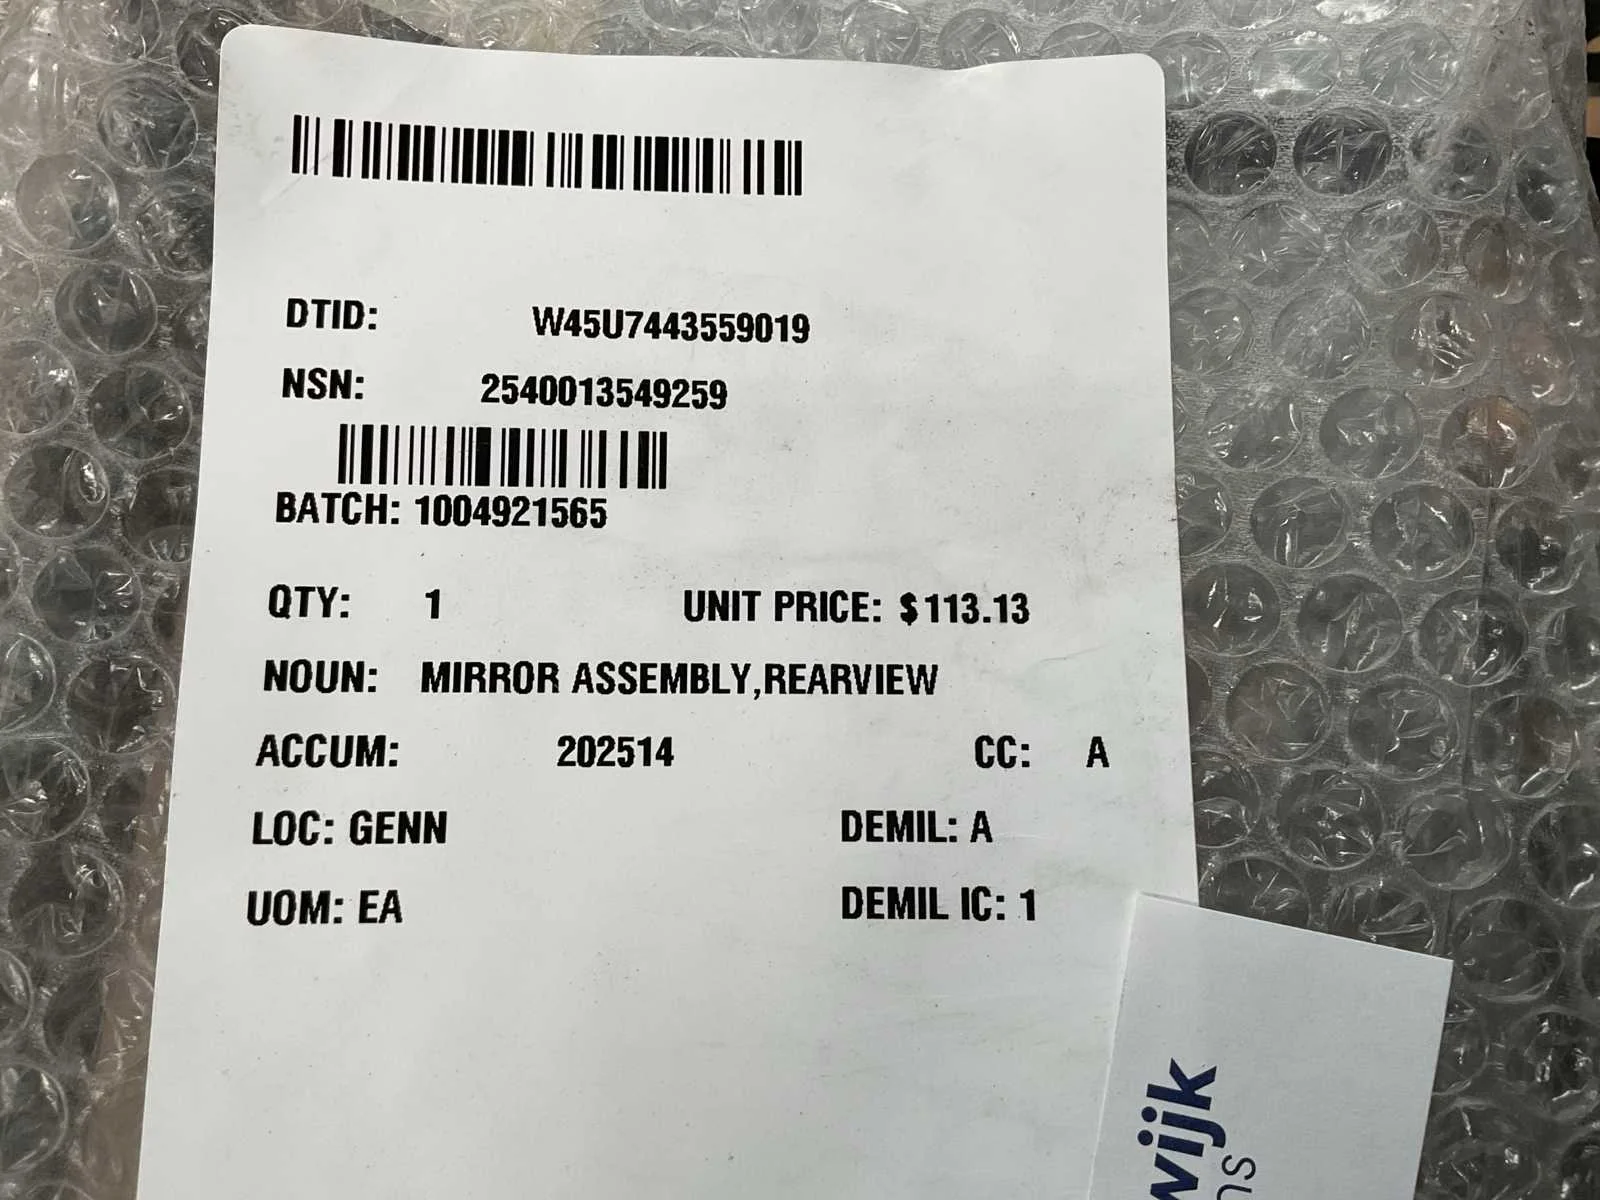 DTID: W45U7443559019
NSN: 2540013549259
BATCH: 1004921565
QTY: 1 UNIT PRICE: $113.13
NOUN: MIRROR ASSEMBLY,REARVIEW
ACCUM: 202514 CC: A
LOC: GENN DEMIL: A
UOM: EA DEMIL IC: 1
wijk
ns